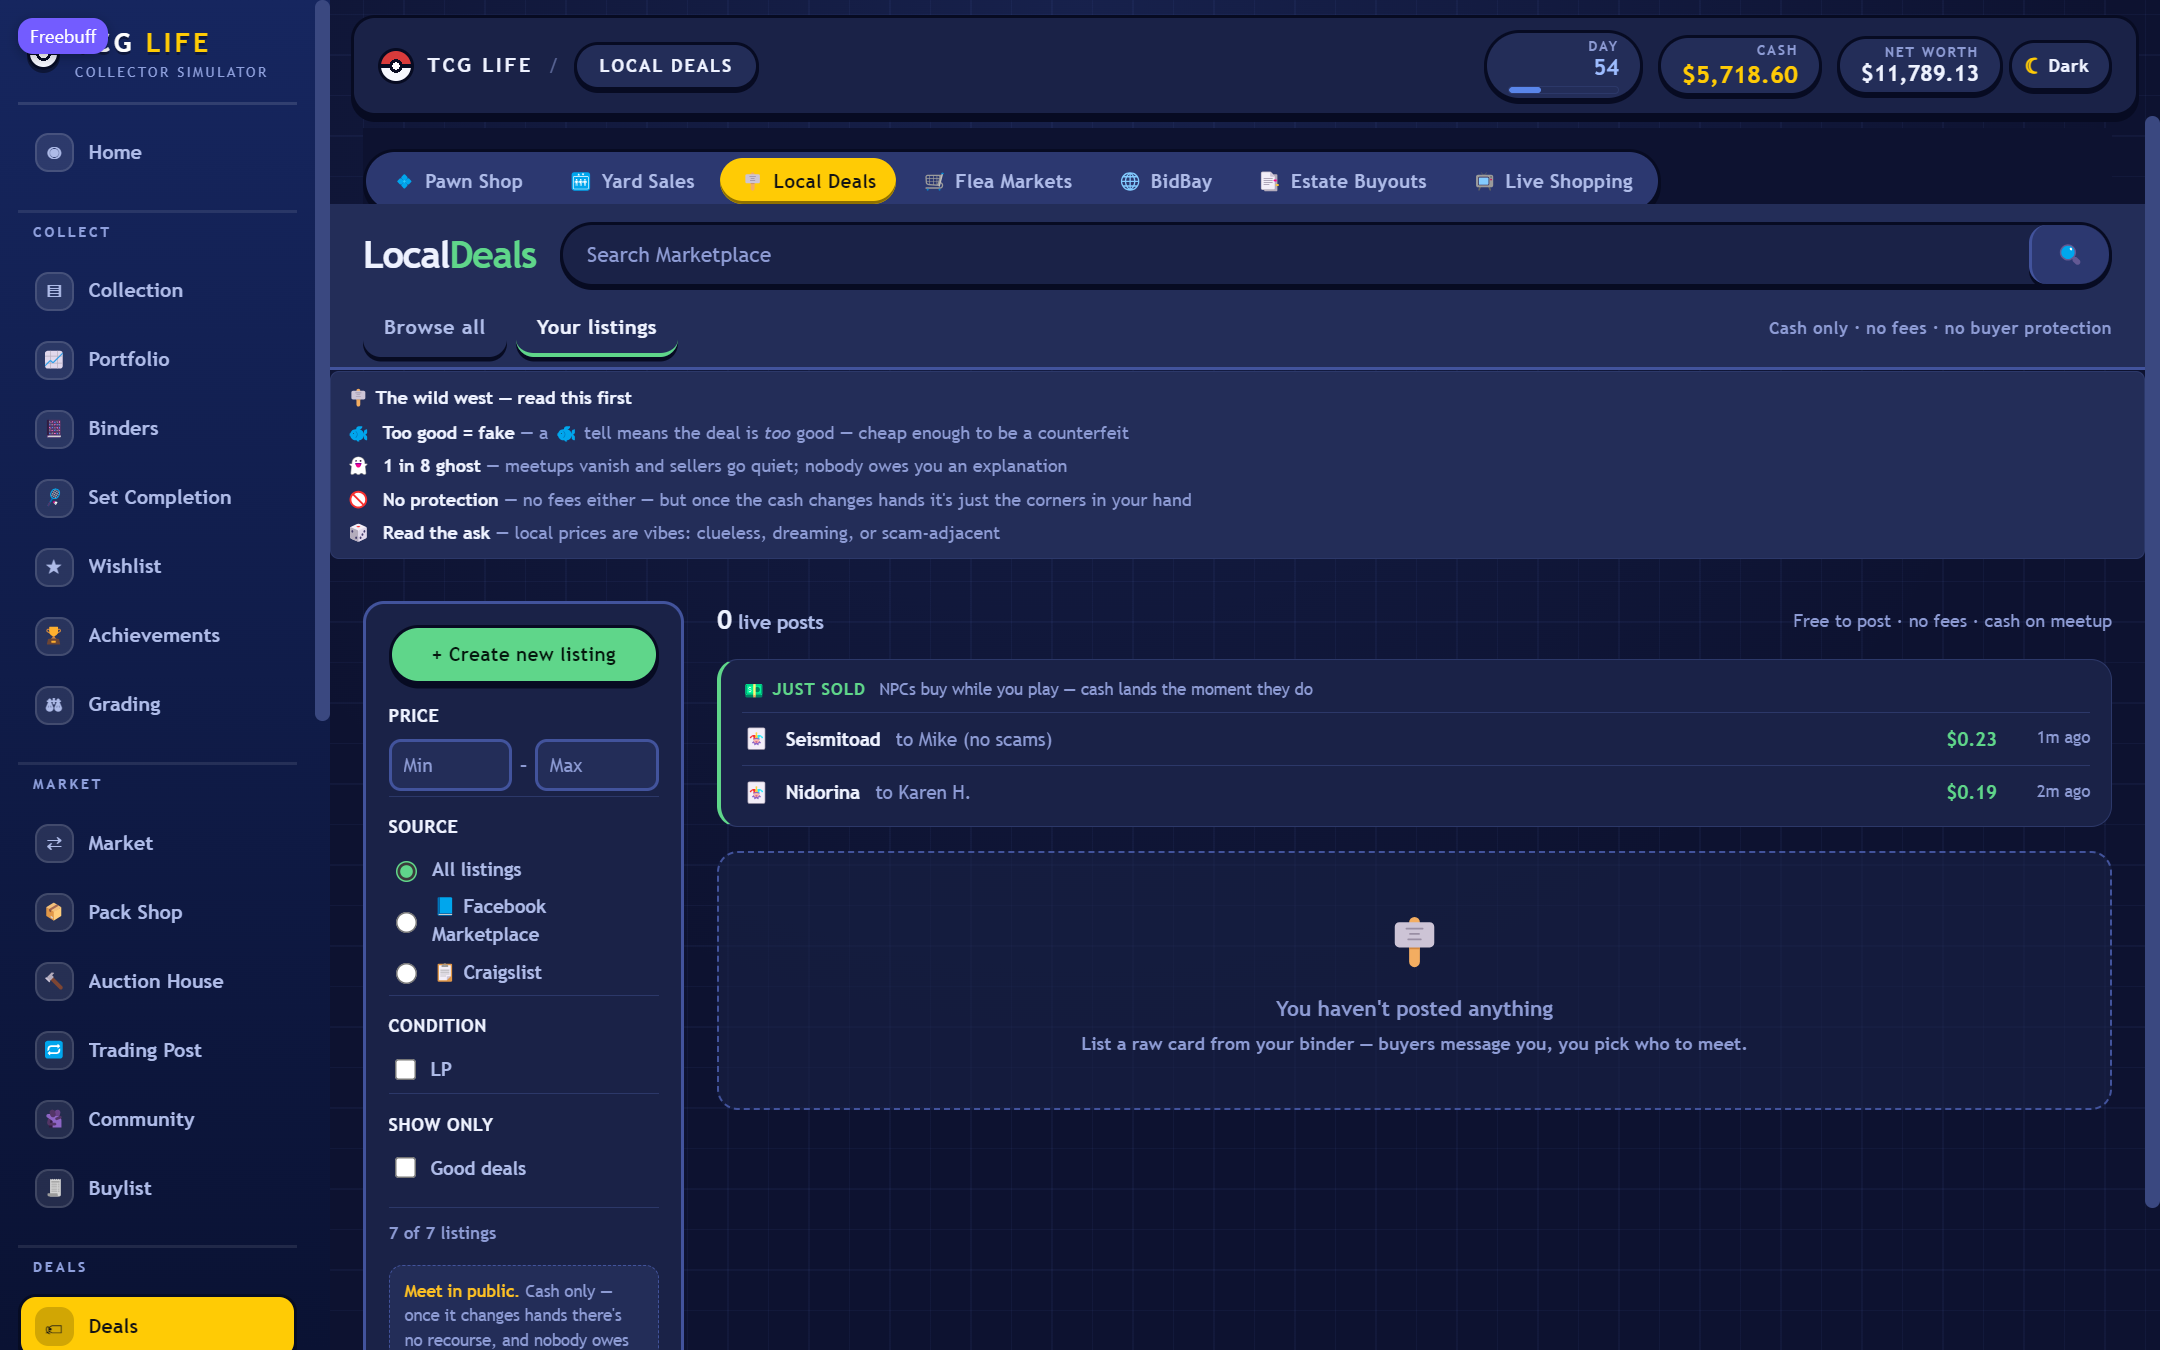 Freebuff
CG LIFE
COLLECTOR SIMULATOR
Home
COLLECT
Collection
Portfolio
Binders
Set Completion
Wishlist
Achievements
Grading
MARKET
Market
Pack Shop
Auction House
Trading Post
Community
Buylist
DEALS
Deals
TCG LIFE / LOCAL DEALS
DAY
54
CASH
$5,718.60
NET WORTH
$11,789.13
Dark
Pawn Shop
Yard Sales
Local Deals
Flea Markets
BidBay
Estate Buyouts
Live Shopping
LocalDeals
Search Marketplace
Browse all
Your listings
Cash only · no fees · no buyer protection
The wild west — read this first
Too good = fake — a tell means the deal is too good — cheap enough to be a counterfeit
1 in 8 ghost — meetups vanish and sellers go quiet; nobody owes you an explanation
No protection — no fees either — but once the cash changes hands it's just the corners in your hand
Read the ask — local prices are vibes: clueless, dreaming, or scam-adjacent
+ Create new listing
PRICE
Min - Max
SOURCE
All listings
Facebook
Marketplace
Craigslist
CONDITION
LP
SHOW ONLY
Good deals
7 of 7 listings
Meet in public. Cash only —
once it changes hands there's
no recourse, and nobody owes
0 live posts
Free to post · no fees · cash on meetup
JUST SOLD NPCs buy while you play — cash lands the moment they do
Seismitoad to Mike (no scams) $0.23 1m ago
Nidorina to Karen H. $0.19 2m ago
You haven't posted anything
List a raw card from your binder — buyers message you, you pick who to meet.